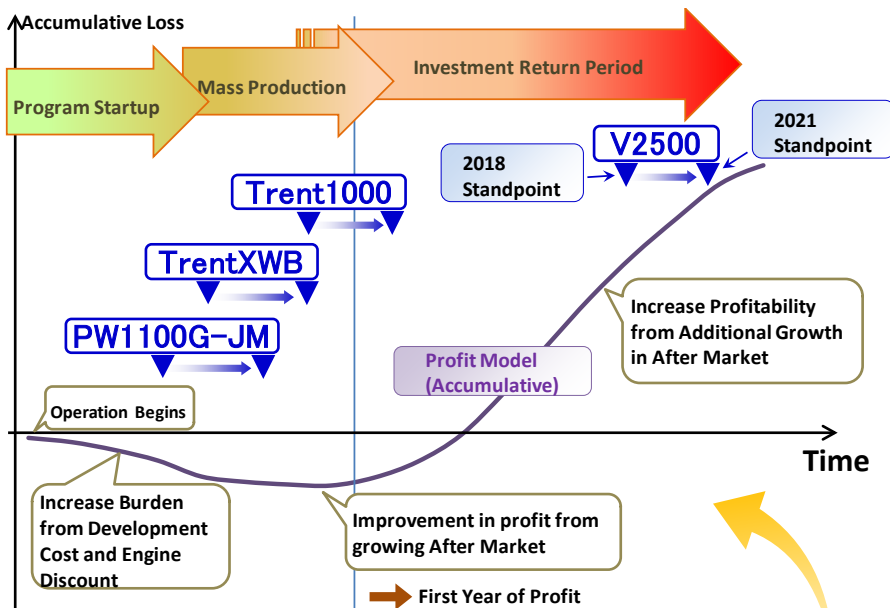 Accumulative Loss
Program Startup
Mass Production
Investment Return Period
2018
Standpoint
V2500
2021
Standpoint
Trent1000
TrentXWB
PW1100G-JM
Increase Profitability
from Additional Growth
in After Market
Profit Model
(Accumulative)
Operation Begins
Time
Increase Burden
from Development
Cost and Engine
Discount
Improvement in profit from
growing After Market
First Year of Profit